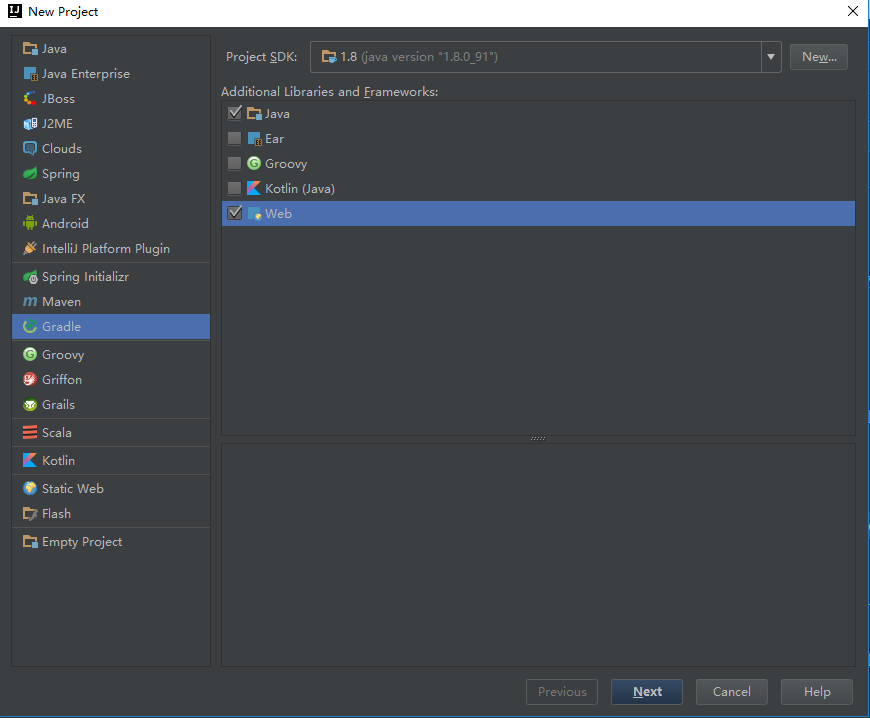 New Project
Java
Java Enterprise
JBoss
J2ME
Clouds
Spring
Java FX
Android
IntelliJ Platform Plugin
Spring Initializr
Maven
Gradle
Groovy
Griffon
Grails
Scala
Kotlin
Static Web
Flash
Empty Project
Project SDK: 1.8 (java version "1.8.0_91") New...
Additional Libraries and Frameworks:
Java
Ear
Groovy
Kotlin (Java)
Web
Previous Next Cancel Help